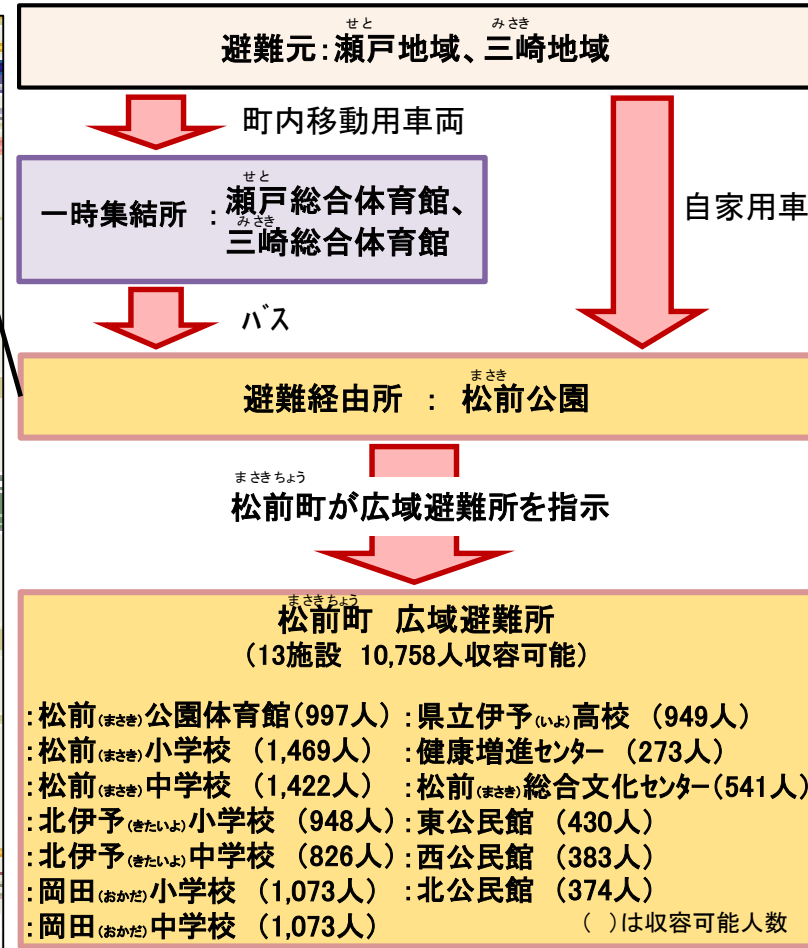 せと みさき
避難元：瀬戸地域、三崎地域
町内移動用車両
自家用車
せと
一時集結所 ：瀬戸総合体育館、
みさき
三崎総合体育館
バス
まさき
避難経由所 ： 松前公園
まさきちょう
松前町が広域避難所を指示
まさきちょう
松前町 広域避難所
（13施設 10,758人収容可能）
：松前(まさき)公園体育館（997人）
：松前(まさき)小学校 （1,469人）
：松前(まさき)中学校 （1,422人）
：北伊予(きたいよ)小学校 （948人）
：北伊予(きたいよ)中学校 （826人）
：岡田(おかだ)小学校 （1,073人）
：岡田(おかだ)中学校 （1,073人）
：県立伊予(いよ)高校 （949人）
：健康増進センター （273人）
：松前(まさき)総合文化センター（541人）
：東公民館 （430人）
：西公民館 （383人）
：北公民館 （374人）
（ ）は収容可能人数